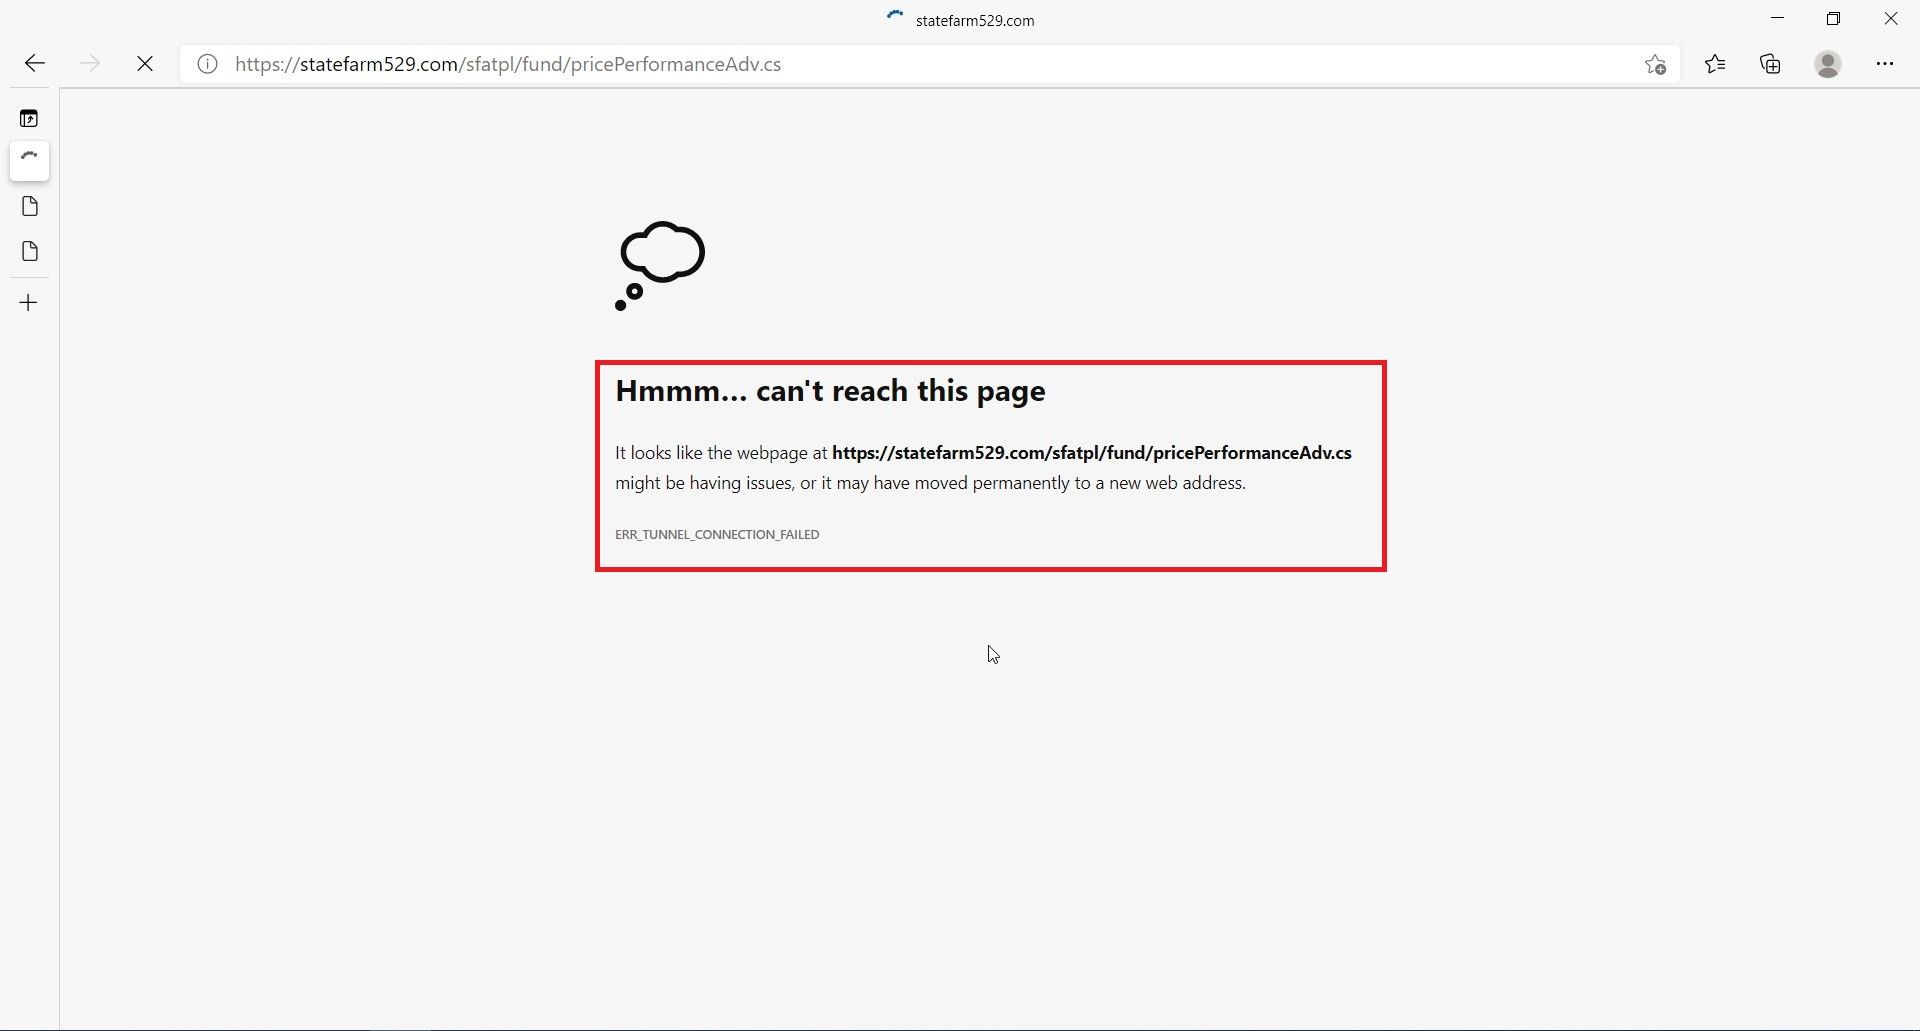 statefarm529.com
https://statefarm529.com/sfatpl/fund/pricePerformanceAdv.cs
Hmmm... can't reach this page
It looks like the webpage at https://statefarm529.com/sfatpl/fund/pricePerformanceAdv.cs
might be having issues, or it may have moved permanently to a new web address.
ERR_TUNNEL_CONNECTION_FAILED